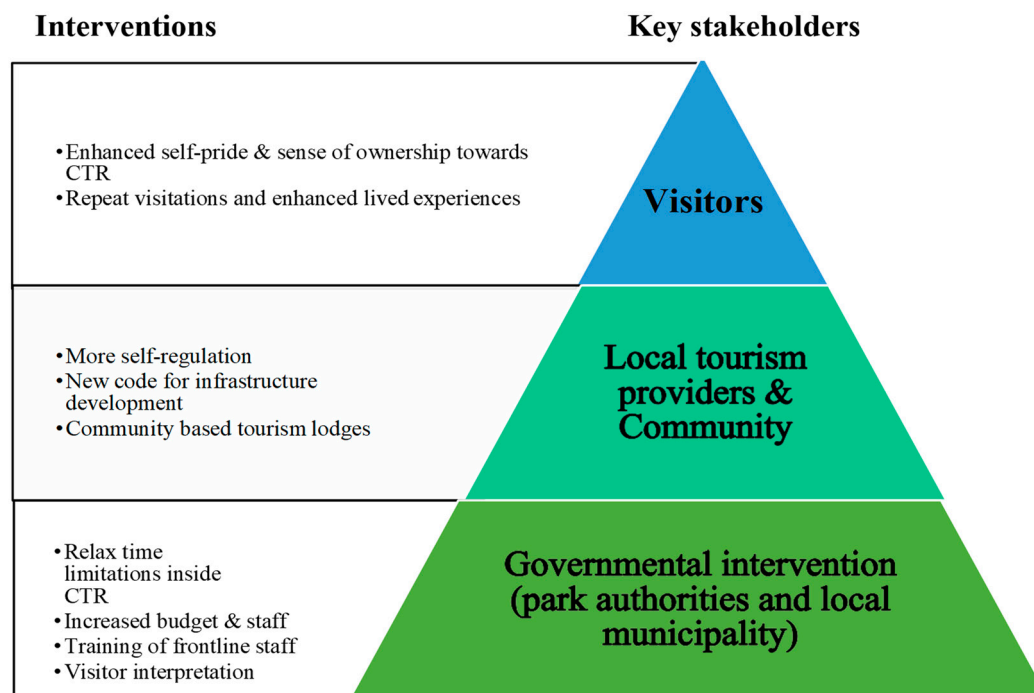 Interventions
Key stakeholders
•Enhanced self-pride & sense of ownership towards
CTR
•Repeat visitations and enhanced lived experiences
Visitors
•More self-regulation
•New code for infrastructure
development
•Community based tourism lodges
Local tourism
providers &
Community
•Relax time
limitations inside
CTR
•Increased budget & staff
•Training of frontline staff
•Visitor interpretation
Governmental intervention
(park authorities and local
municipality)